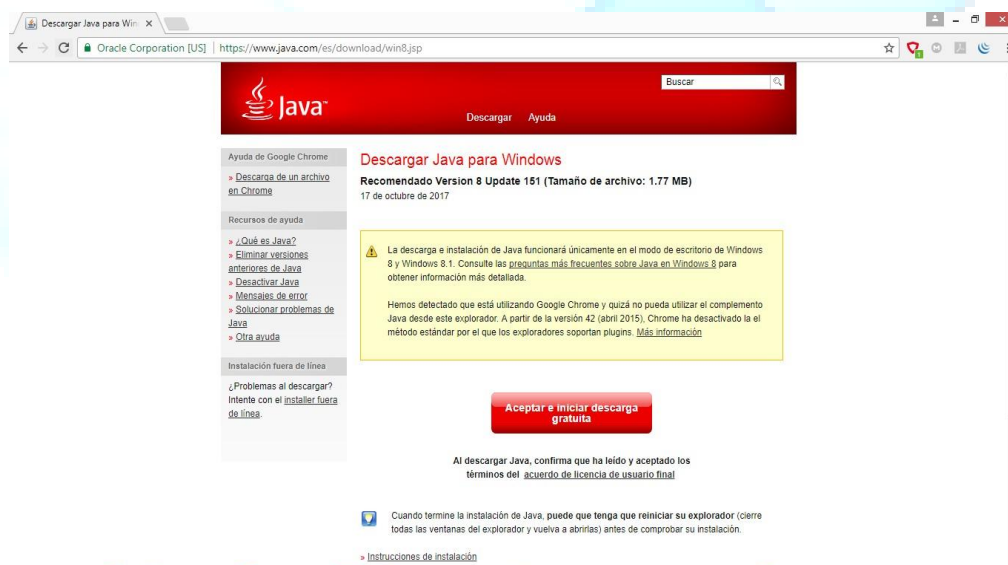 Descargar Java para Win
Oracle Corporation [US] | https://www.java.com/es/download/win8.jsp
Java
Buscar
Descargar Ayuda
Ayuda de Google Chrome
» Descarga de un archivo
en Chrome
Recursos de ayuda
» ¿Qué es Java?
» Eliminar versiones
anteriores de Java
» Desactivar Java
» Mensajes de error
» Solucionar problemas de
Java
» Otra ayuda
Instalación fuera de línea
¿Problemas al descargar?
Intente con el installer fuera
de línea.
Descargar Java para Windows
Recomendado Version 8 Update 151 (Tamaño de archivo: 1.77 MB)
17 de octubre de 2017
La descarga e instalación de Java funcionará únicamente en el modo de escritorio de Windows
8 y Windows 8.1. Consulte las preguntas más frecuentes sobre Java en Windows 8 para
obtener información más detallada.
Hemos detectado que está utilizando Google Chrome y quizá no pueda utilizar el complemento
Java desde este explorador. A partir de la versión 42 (abril 2015), Chrome ha desactivado la el
método estándar por el que los exploradores soportan plugins. Más información
Aceptar e iniciar descarga
gratuita
Al descargar Java, confirma que ha leído y aceptado los
términos del acuerdo de licencia de usuario final
Cuando termine la instalación de Java, puede que tenga que reiniciar su explorador (cierre
todas las ventanas del explorador y vuelva a abrirlas) antes de comprobar su instalación.
» Instrucciones de instalación